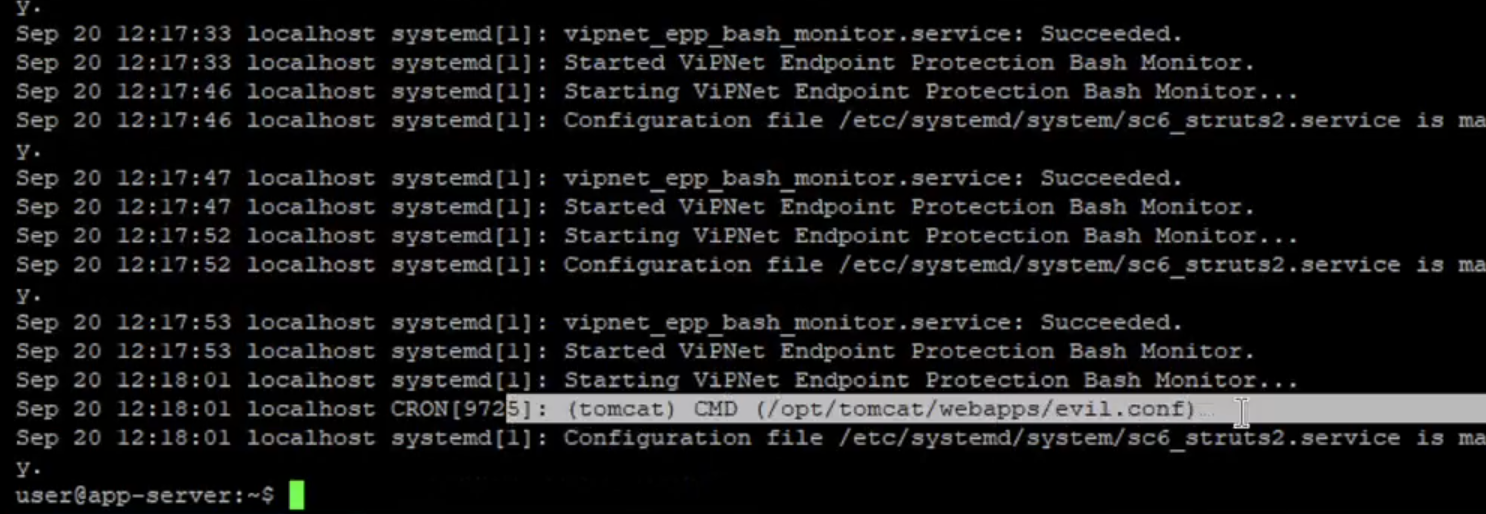 y.
Sep 20 12:17:33 localhost systemd[1]: vipnet_epp_bash_monitor.service: Succeeded.
Sep 20 12:17:33 localhost systemd[1]: Started ViPNet Endpoint Protection Bash Monitor.
Sep 20 12:17:46 localhost systemd[1]: Starting ViPNet Endpoint Protection Bash Monitor...
Sep 20 12:17:46 localhost systemd[1]: Configuration file /etc/systemd/system/sc6_struts2.service is ma
y.
Sep 20 12:17:47 localhost systemd[1]: vipnet_epp_bash_monitor.service: Succeeded.
Sep 20 12:17:47 localhost systemd[1]: Started ViPNet Endpoint Protection Bash Monitor.
Sep 20 12:17:52 localhost systemd[1]: Starting ViPNet Endpoint Protection Bash Monitor...
Sep 20 12:17:52 localhost systemd[1]: Configuration file /etc/systemd/system/sc6_struts2.service is ma
y.
Sep 20 12:17:53 localhost systemd[1]: vipnet_epp_bash_monitor.service: Succeeded.
Sep 20 12:17:53 localhost systemd[1]: Started ViPNet Endpoint Protection Bash Monitor.
Sep 20 12:18:01 localhost systemd[1]: Starting ViPNet Endpoint Protection Bash Monitor...
Sep 20 12:18:01 localhost CRON[9725]: (tomcat) CMD (/opt/tomcat/webapps/evil.conf)
Sep 20 12:18:01 localhost systemd[1]: Configuration file /etc/systemd/system/sc6_struts2.service is ma
y.
user@app-server:~$